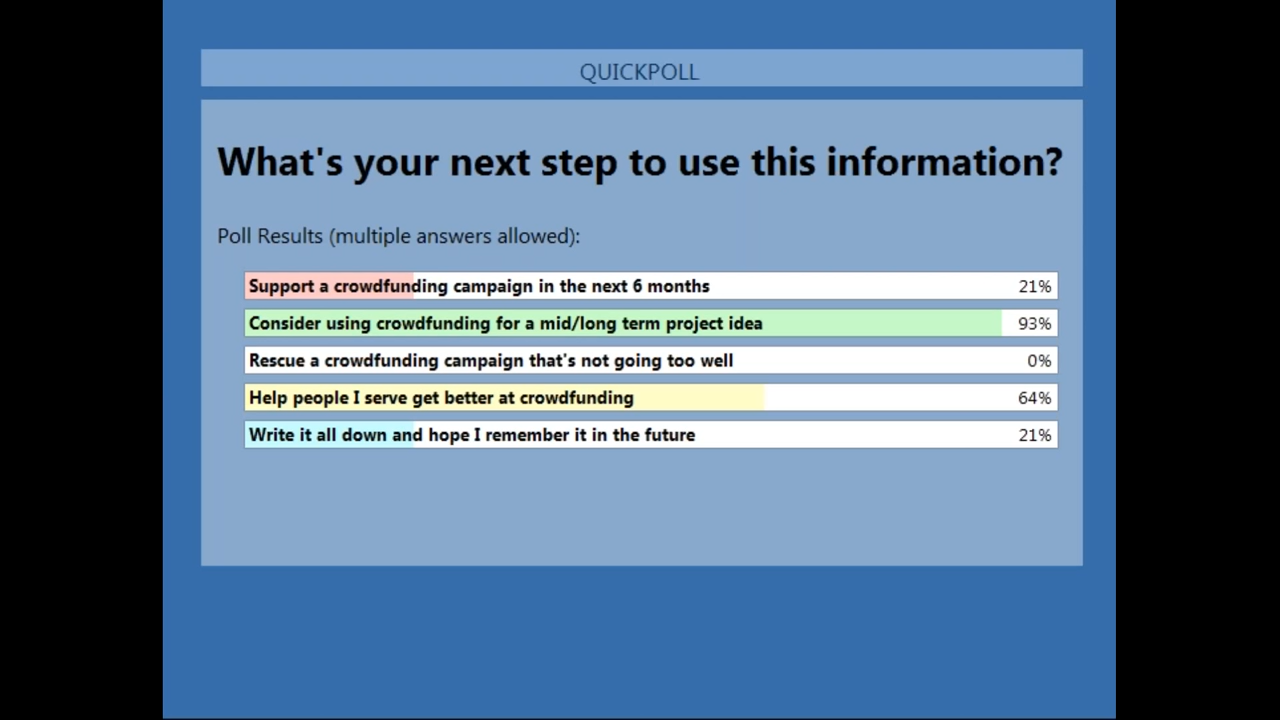 QUICKPOLL
What's your next step to use this information?
Poll Results (multiple answers allowed):
Support a crowdfunding campaign in the next 6 months 21%
Consider using crowdfunding for a mid/long term project idea 93%
Rescue a crowdfunding campaign that's not going too well 0%
Help people I serve get better at crowdfunding 64%
Write it all down and hope I remember it in the future 21%